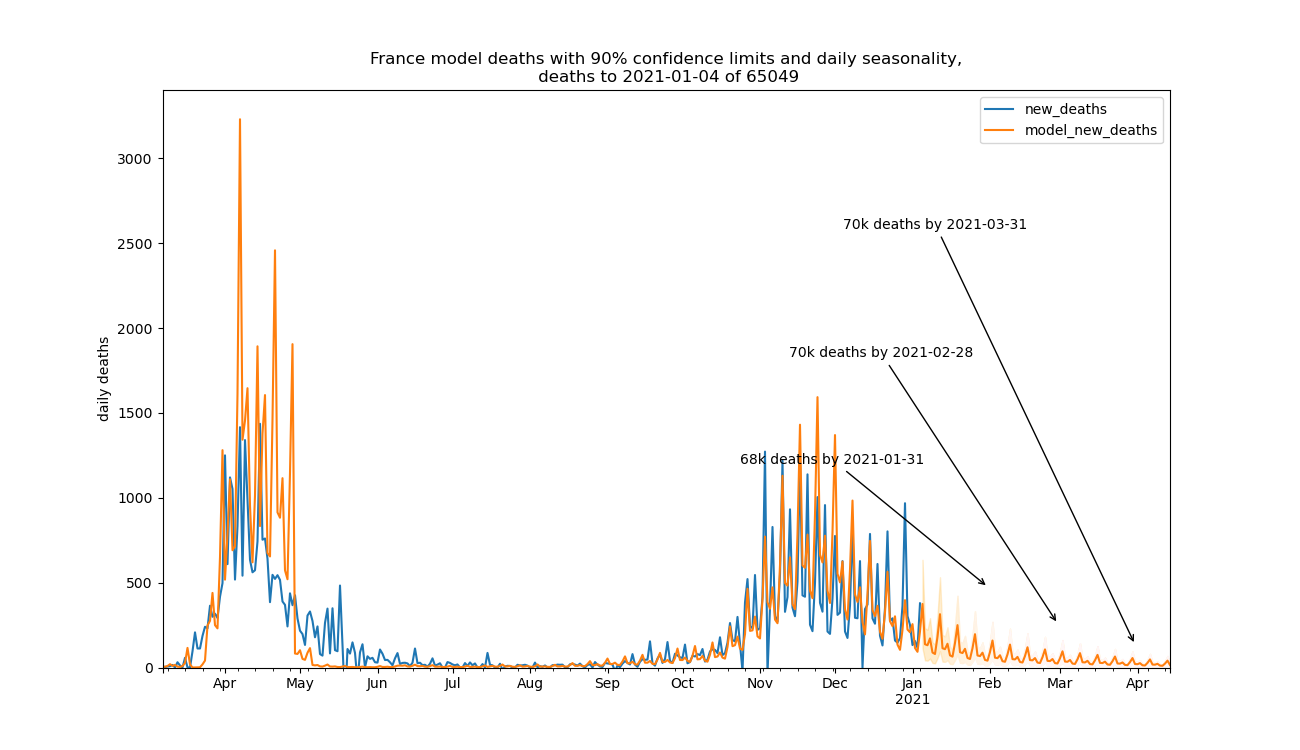 France model deaths with 90% confidence limits and daily seasonality,
deaths to 2021-01-04 of 65049
new_deaths
model_new_deaths
daily deaths
3000
2500
2000
1500
1000
500
0
70k deaths by 2021-03-31
70k deaths by 2021-02-28
68k deaths by 2021-01-31
Apr May Jun Jul Aug Sep Oct Nov Dec Jan Feb Mar Apr
2021